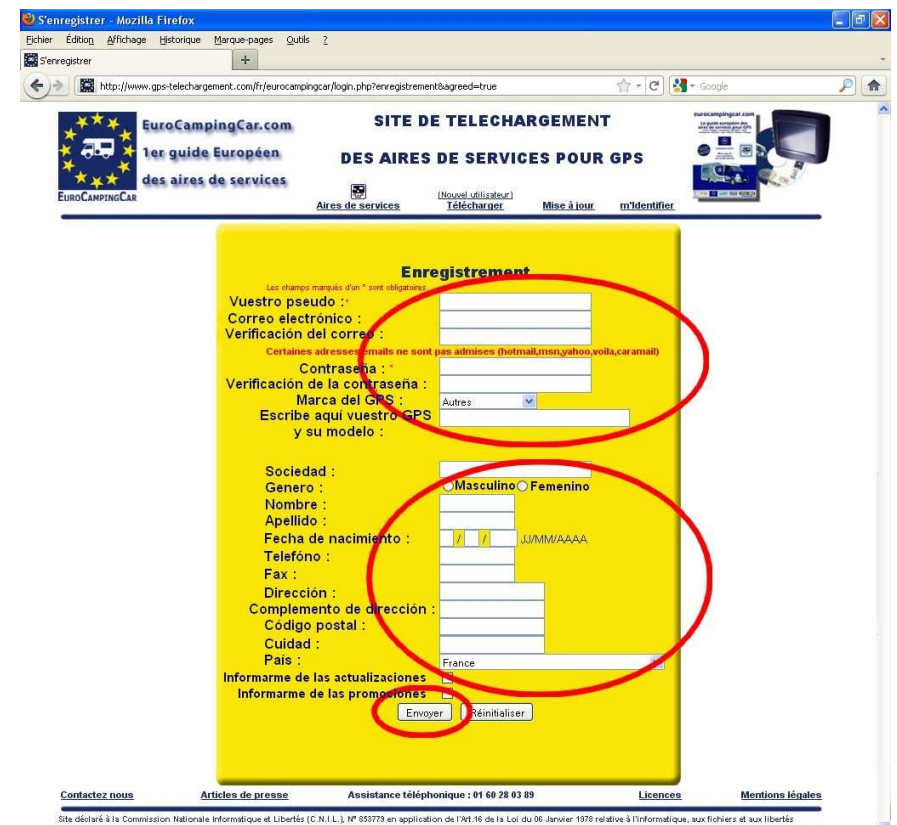 S'enregistrer - Mozilla Firefox
Fichier Édition Affichage Historique Marque-pages Outils ?
S'enregistrer
http://www.gps-telechargement.com/fr/eurocampingcar/login.php?enregistrement&agreed=true
Google
EuroCampingCar.com
1er guide Européen
des aires de services
EUROCAMPINGCAR
SITE DE TELECHARGEMENT
DES AIRES DE SERVICES POUR GPS
eurocampingcar.com
(Nouvel utilisateur)
Aires de services Télécharger Mise à jour m'Identifier
Enregistrement
Les champs marqués d'un * sont obligatoires
Vuestro pseudo :*
Correo electrónico :
Verificación del correo :
Certaines adresses emails ne sont pas admises (hotmail,msn,yahoo,voila,caramail)
Contraseña : *
Verificación de la contraseña :
Marca del GPS : Autres
Escribe aquí vuestro GPS
y su modelo :
Sociedad :
Genero : Masculino Femenino
Nombre :
Apellido :
Fecha de nacimiento : / / JJ/MM/AAAA
Telefóno :
Fax :
Dirección :
Complemento de dirección :
Código postal :
Cuidad :
País : France
Informarme de las actualizaciones
Informarme de las promociones
Envoyer Réinitialiser
Contactez nous Articles de presse Assistance téléphonique : 01 60 28 03 89 Licences Mentions légales
Site déclaré à la Commission Nationale Informatique et Libertés (C.N.I.L.), N° 853779 en application de l'Art.16 de la Loi du 06 Janvier 1978 relative à l'informatique, aux fichiers et aux libertés